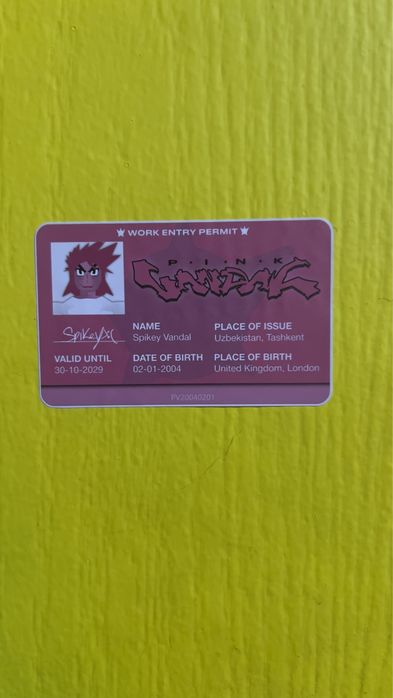 WORK ENTRY PERMIT
P·I·N·K
VANDAL
SpikeyVan
NAME
Spikey Vandal
PLACE OF ISSUE
Uzbekistan, Tashkent
VALID UNTIL
30-10-2029
DATE OF BIRTH
02-01-2004
PLACE OF BIRTH
United Kingdom, London
PV20040201